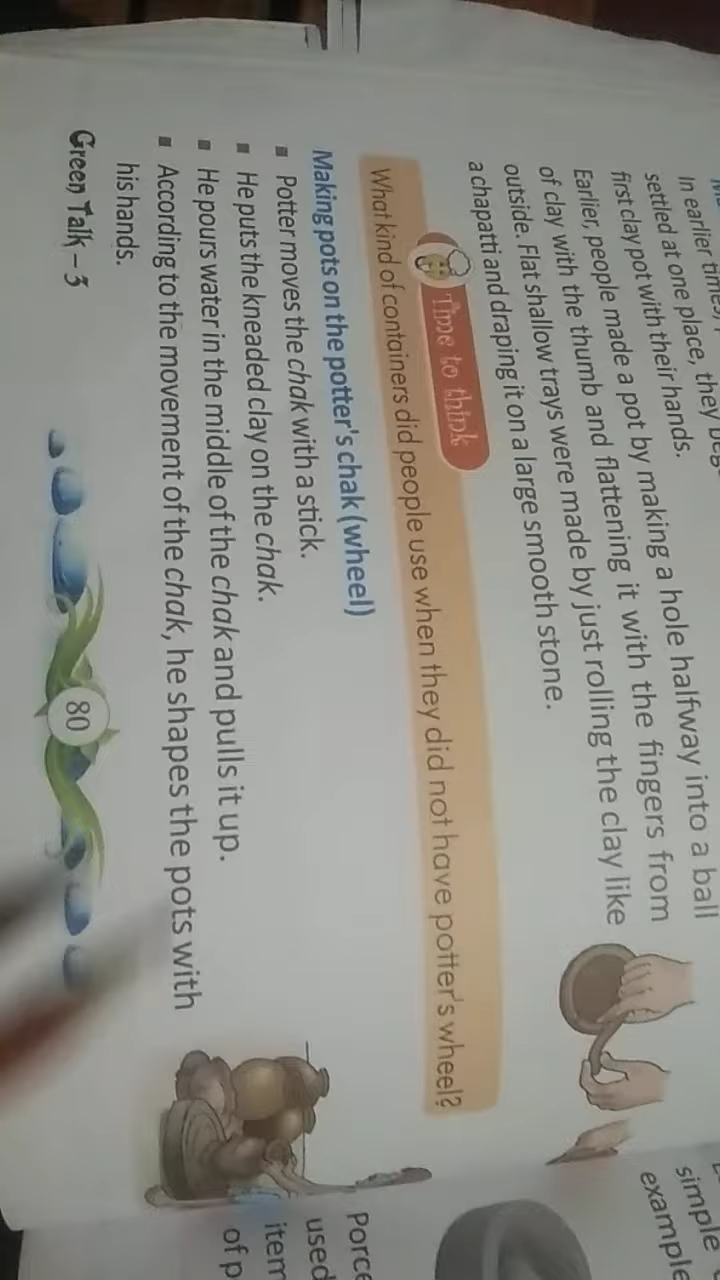 In earlier times,
settled at one place, they
first clay pot with their hands.
Earlier, people made a pot by making a hole halfway into a ball
of clay with the thumb and flattening it with the fingers from
outside. Flat shallow trays were made by just rolling the clay like
a chapatti and draping it on a large smooth stone.
Time to think
What kind of containers did people use when they did not have potter's wheel?
Making pots on the potter's chak (wheel)
▪ Potter moves the chak with a stick.
▪ He puts the kneaded clay on the chak.
▪ He pours water in the middle of the chak and pulls it up.
▪ According to the movement of the chak, he shapes the pots with
his hands.
Green Talk – 3
80
simple
example
used
item
of p